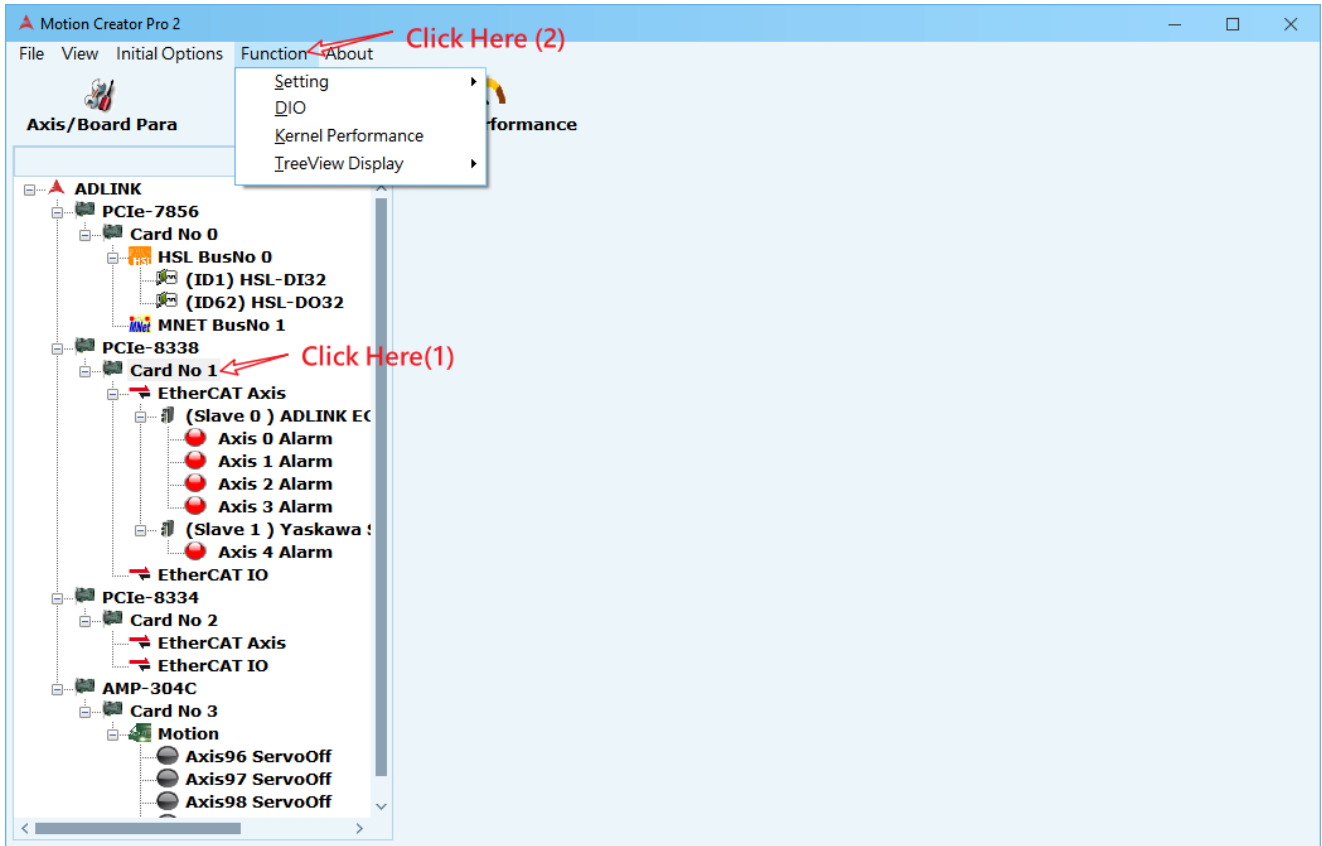 Motion Creator Pro 2
File View Initial Options Function About
Click Here (2)
Setting
DIO
Kernel Performance
TreeView Display
Axis/Board Para
formance
ADLINK
PCIe-7856
Card No 0
HSL BusNo 0
HSL
(ID1) HSL-DI32
(ID62) HSL-DO32
MNet
MNET BusNo 1
PCIe-8338
Card No 1
Click Here(1)
EtherCAT Axis
(Slave 0 ) ADLINK EC
Axis 0 Alarm
Axis 1 Alarm
Axis 2 Alarm
Axis 3 Alarm
(Slave 1 ) Yaskawa
Axis 4 Alarm
EtherCAT IO
PCIe-8334
Card No 2
EtherCAT Axis
EtherCAT IO
AMP-304C
Card No 3
Motion
Axis96 ServoOff
Axis97 ServoOff
Axis98 ServoOff